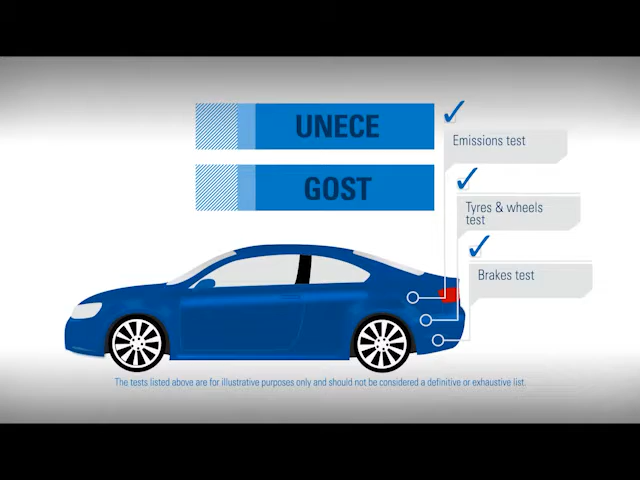 UNECE
GOST
Emissions test
Tyres & wheels
test
Brakes test
The tests listed above are for illustrative purposes only and should not be considered a definitive or exhaustive list.